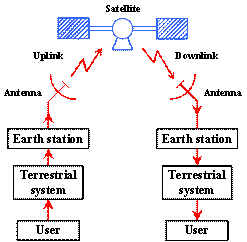 Satellite
Uplink
Downlink
Antenna
Antenna
Earth station
Earth station
Terrestrial
system
Terrestrial
system
User
User